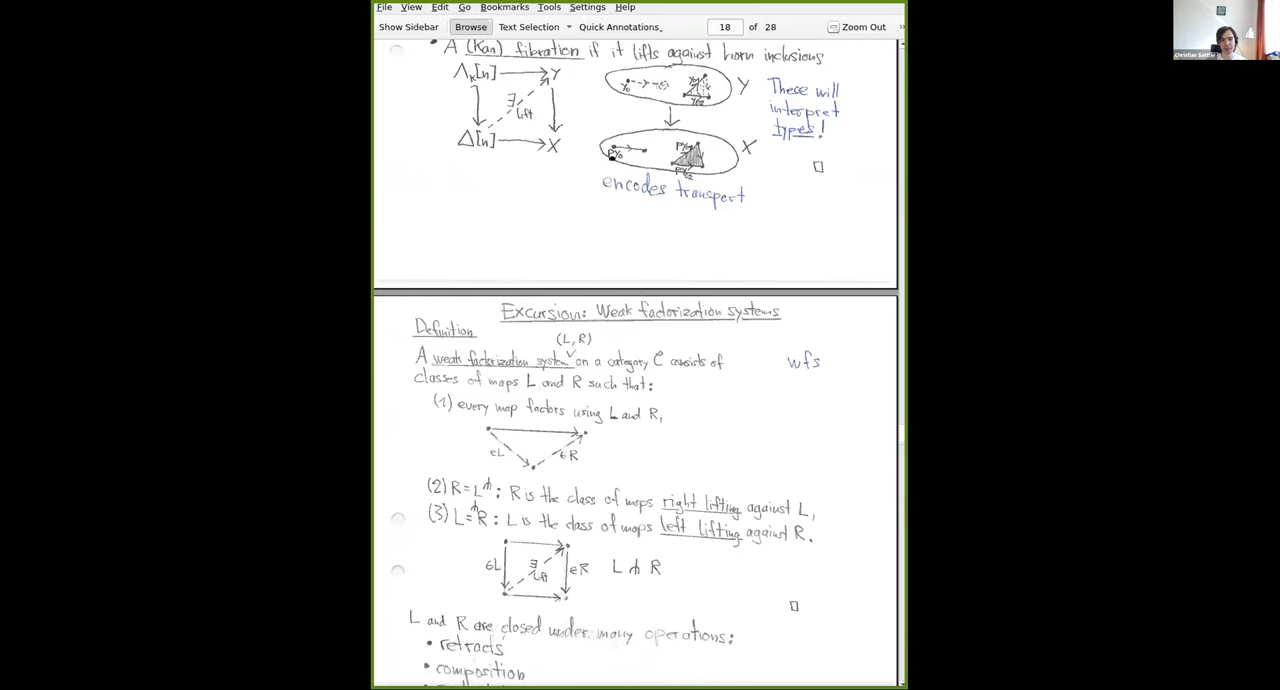 File Edit View Go Bookmarks Tools Settings Help
Show Sidebar Browse Text Selection Quick Annotations 18 of 28 Zoom Out »
Christian Sattler
• A (Kan) fibration if it lifts against horn inclusions
Λₖ[n] Y
∃
Lift
Δ[n] X
Y
X
encodes transport
These will
interpret
types!
Excursion: Weak factorization systems
Definition
(L, R)
A weak factorization system ∨ on a category C consists of
classes of maps L and R such that:
wfs
(1) every map factors using L and R,
∈L ∈R
(2) R = L⋔ : R is the class of maps right lifting against L,
(3) L = ⋔R : L is the class of maps left lifting against R.
∈L ∃ Lift ∈R L ⋔ R
L and R are closed under many operations:
• retracts
• composition